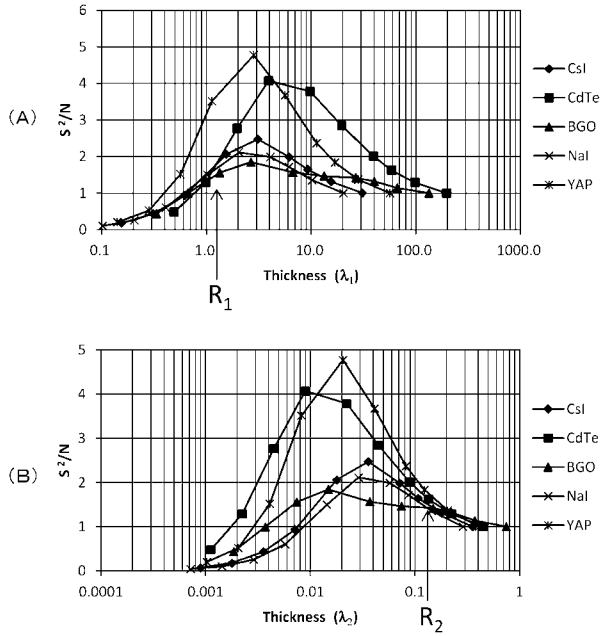 (A)
S²/N
6
5
4
3
2
1
0
0.1 1.0 10.0 100.0 1000.0
Thickness (λ₁)
R₁
CsI
CdTe
BGO
NaI
YAP
(B)
S²/N
5
4
3
2
1
0
0.0001 0.001 0.01 0.1 1
Thickness (λ₂)
R₂
CsI
CdTe
BGO
NaI
YAP